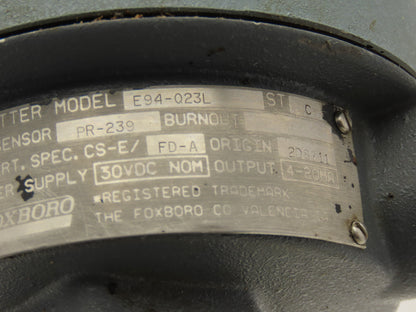 TTER MODEL E94-Q23L ST. C
SENSOR PR-239 BURNOUT
RT. SPEC. CS-E/ FD-A ORIGIN 2D8711
ER SUPPLY 30VDC NOM OUTPUT 4-20MA
REGISTERED TRADEMARK
FOXBORO THE FOXBORO CO